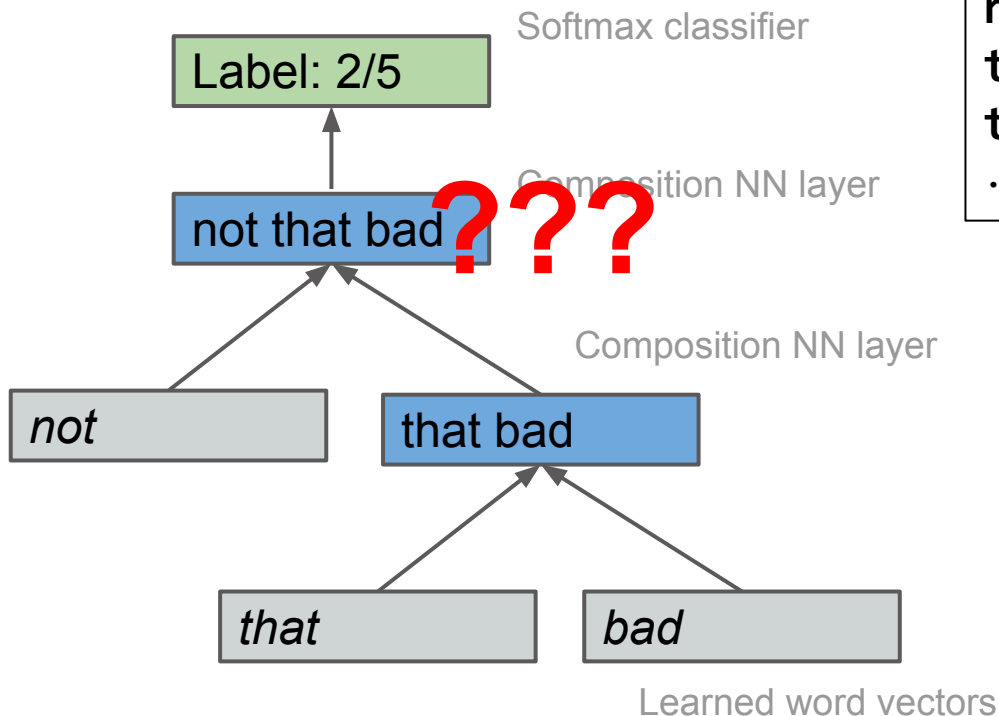 Softmax classifier
Label: 2/5
Composition NN layer
not that bad
???
Composition NN layer
not
that bad
that
bad
Learned word vectors